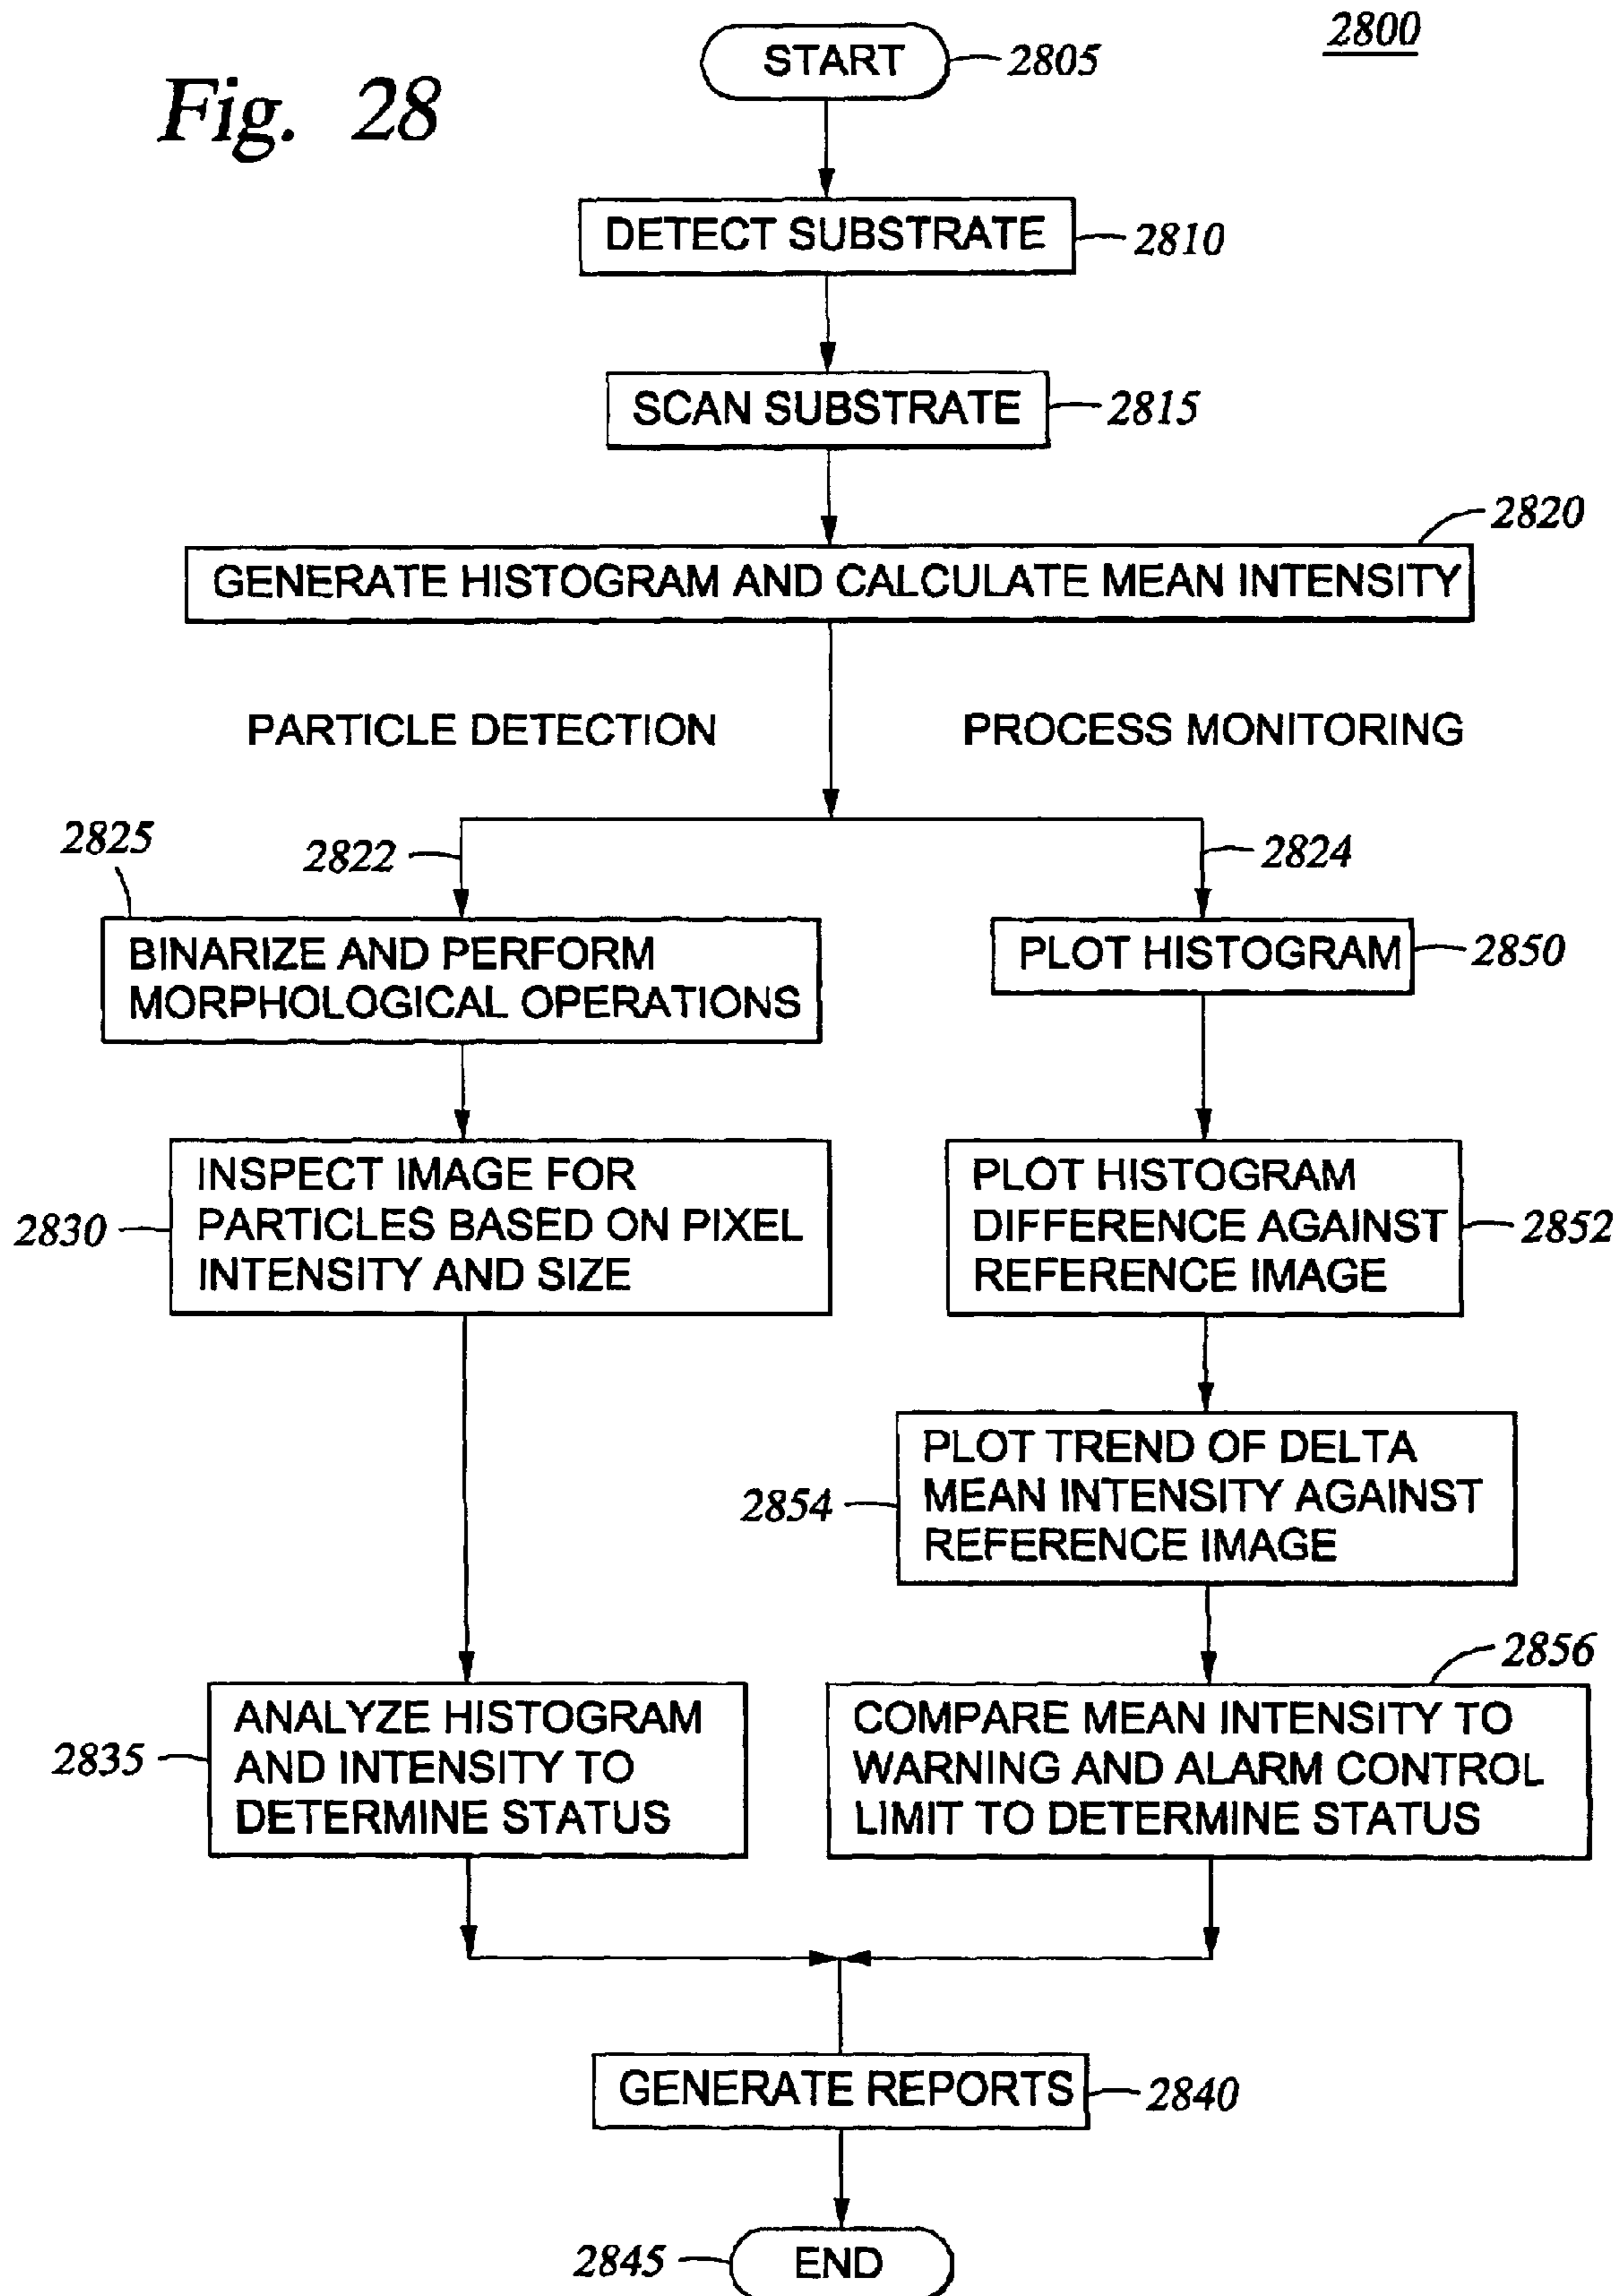 2800
Fig. 28
START
2805
DETECT SUBSTRATE
2810
SCAN SUBSTRATE
2815
2820
GENERATE HISTOGRAM AND CALCULATE MEAN INTENSITY
PARTICLE DETECTION
PROCESS MONITORING
2825
2822
2824
BINARIZE AND PERFORM
MORPHOLOGICAL OPERATIONS
PLOT HISTOGRAM
2850
2830
INSPECT IMAGE FOR
PARTICLES BASED ON PIXEL
INTENSITY AND SIZE
PLOT HISTOGRAM
DIFFERENCE AGAINST
REFERENCE IMAGE
2852
2854
PLOT TREND OF DELTA
MEAN INTENSITY AGAINST
REFERENCE IMAGE
2856
2835
ANALYZE HISTOGRAM
AND INTENSITY TO
DETERMINE STATUS
COMPARE MEAN INTENSITY TO
WARNING AND ALARM CONTROL
LIMIT TO DETERMINE STATUS
GENERATE REPORTS
2840
2845
END